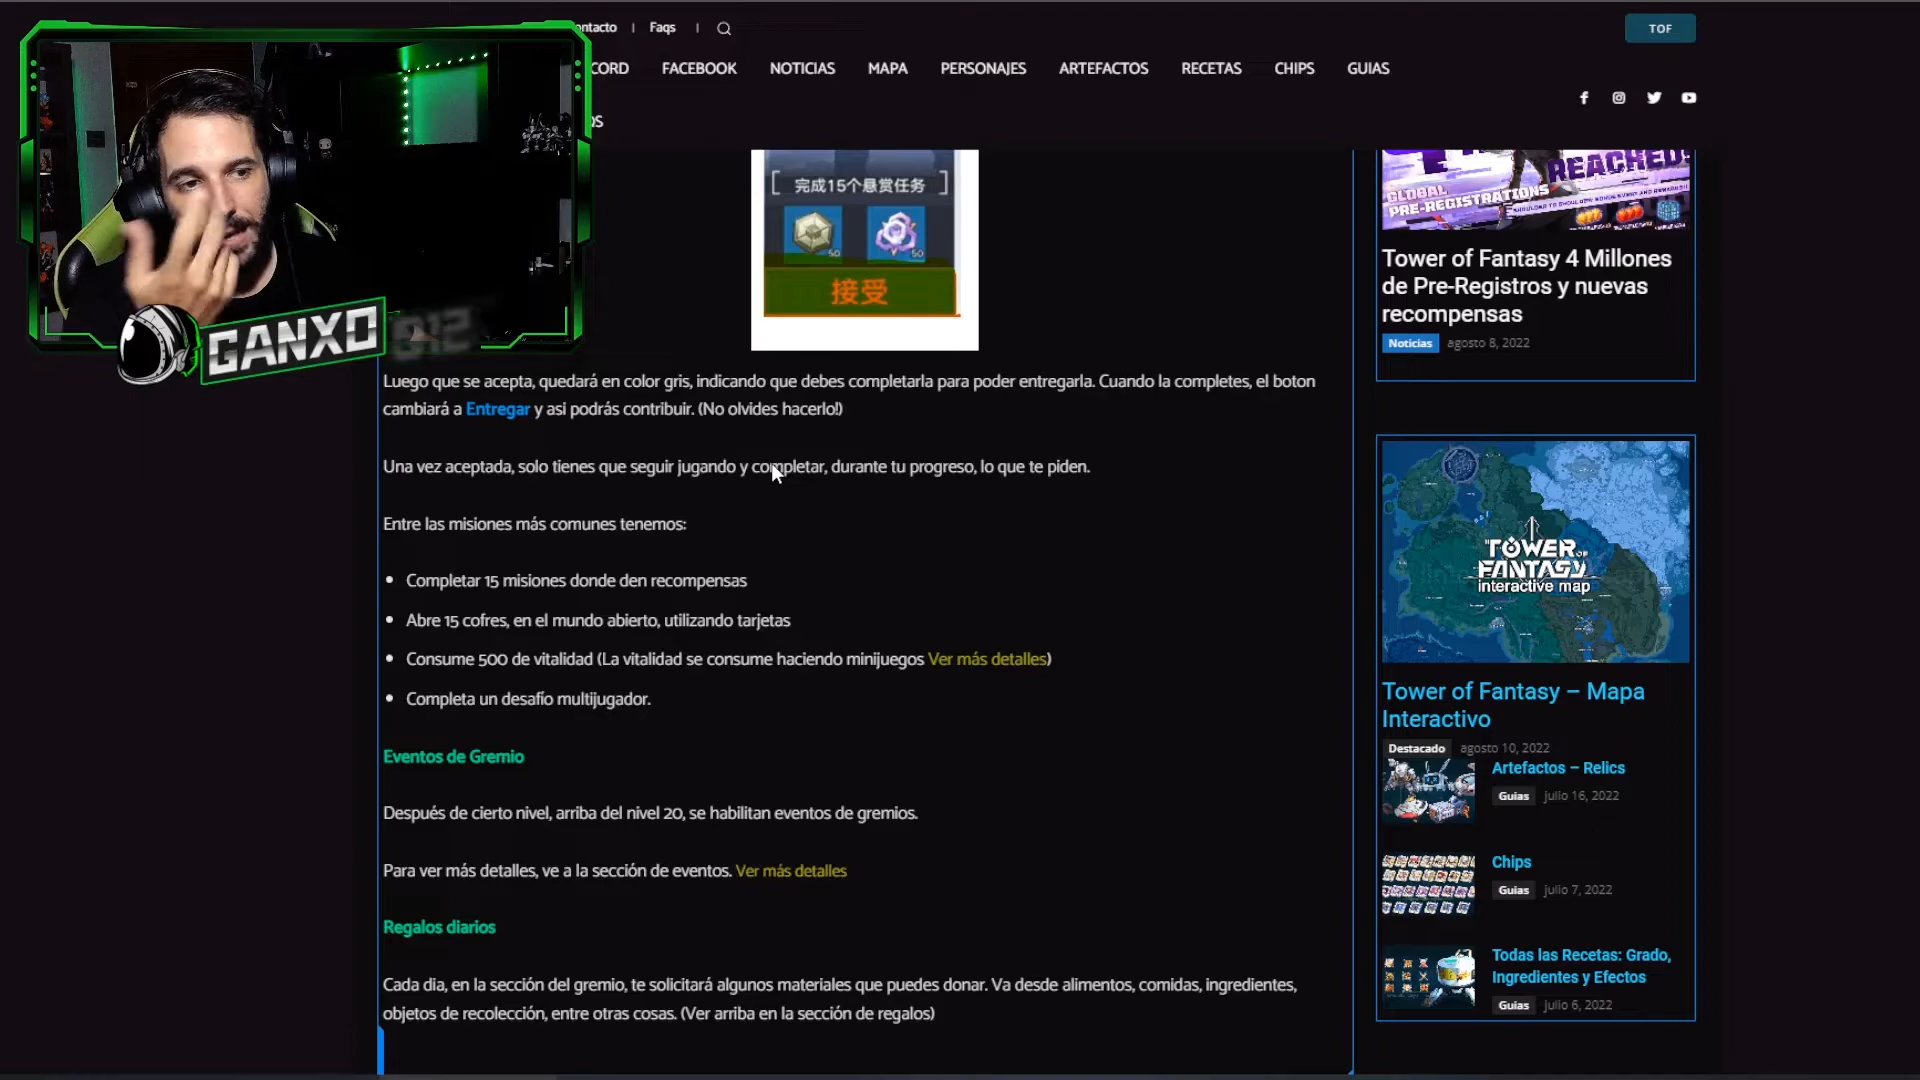 Faqs
TOF
FACEBOOK
NOTICIAS
MAPA
PERSONAJES
ARTEFACTOS
RECETAS
CHIPS
GUIAS
GANXO
512
[ 完成15个悬赏任务 ]
50
50
接受
Luego que se acepta, quedará en color gris, indicando que debes completarla para poder entregarla. Cuando la completes, el boton
cambiará a Entregar y asi podrás contribuir. (No olvides hacerlo!)
Una vez aceptada, solo tienes que seguir jugando y completar, durante tu progreso, lo que te piden.
Entre las misiones más comunes tenemos:
Completar 15 misiones donde den recompensas
Abre 15 cofres, en el mundo abierto, utilizando tarjetas
Consume 500 de vitalidad (La vitalidad se consume haciendo minijuegos Ver más detalles)
Completa un desafío multijugador.
Eventos de Gremio
Después de cierto nivel, arriba del nivel 20, se habilitan eventos de gremios.
Para ver más detalles, ve a la sección de eventos. Ver más detalles
Regalos diarios
Cada dia, en la sección del gremio, te solicitará algunos materiales que puedes donar. Va desde alimentos, comidas, ingredientes,
objetos de recolección, entre otras cosas. (Ver arriba en la sección de regalos)
REACHED!
GLOBAL
PRE-REGISTRATIONS
Tower of Fantasy 4 Millones
de Pre-Registros y nuevas
recompensas
Noticias agosto 8, 2022
TOWER OF
FANTASY
interactive map
Tower of Fantasy – Mapa
Interactivo
Destacado agosto 10, 2022
Artefactos – Relics
Guias julio 16, 2022
Chips
Guias julio 7, 2022
Todas las Recetas: Grado,
Ingredientes y Efectos
Guias julio 6, 2022